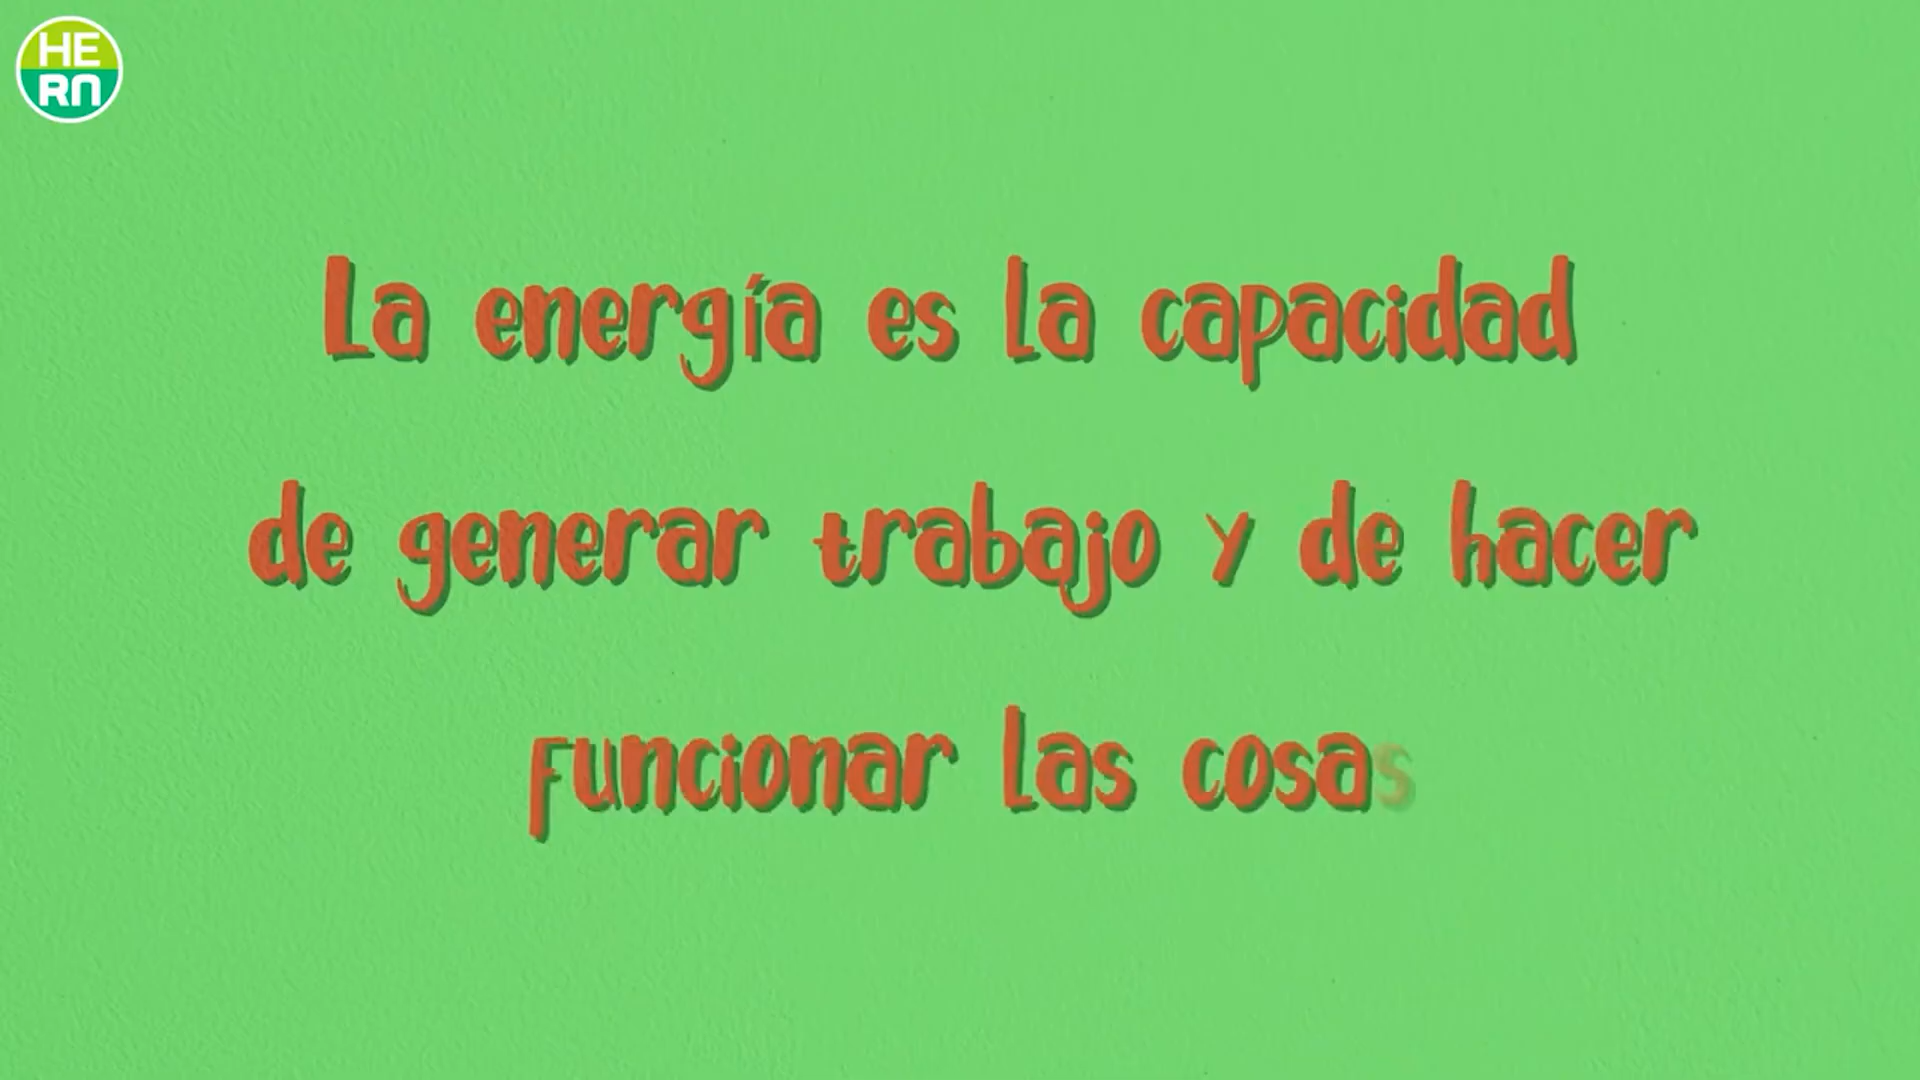 HE
RN
La energía es la capacidad
de generar trabajo y de hacer
funcionar las cosas